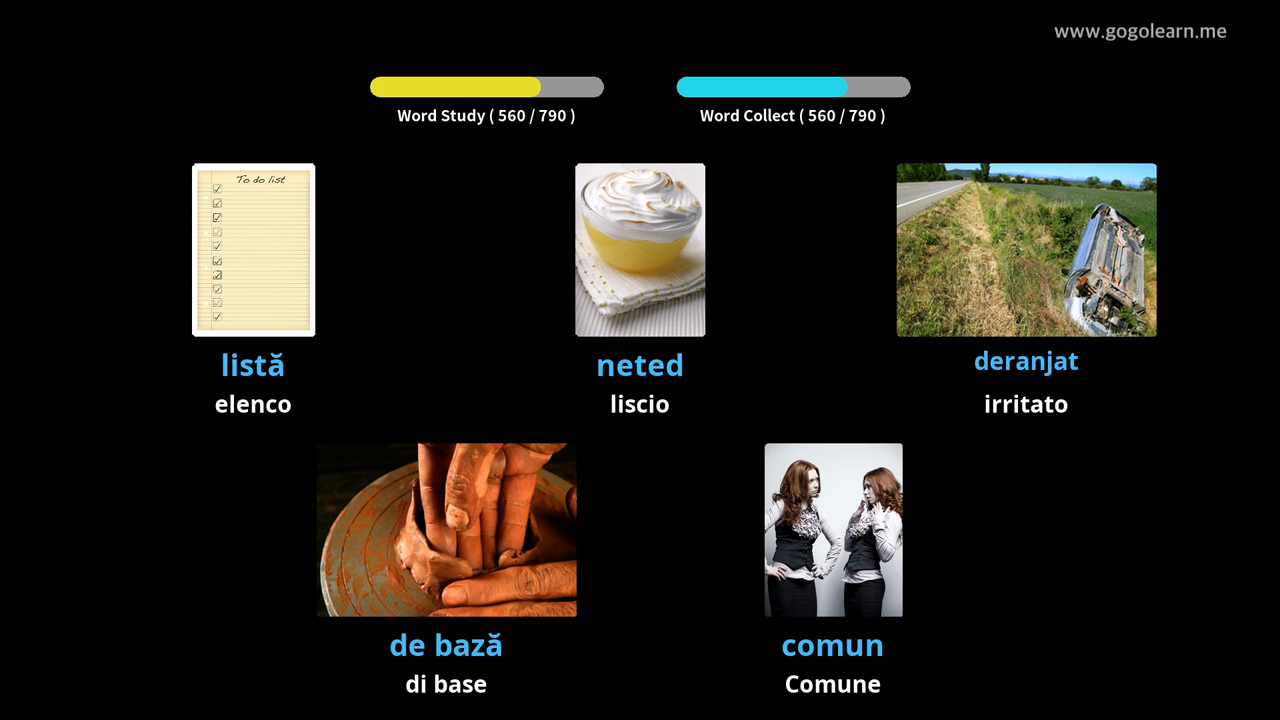 www.gogolearn.me
Word Study ( 560 / 790 )
Word Collect ( 560 / 790 )
To do list
listă
elenco
neted
liscio
deranjat
irritato
de bază
di base
comun
Comune